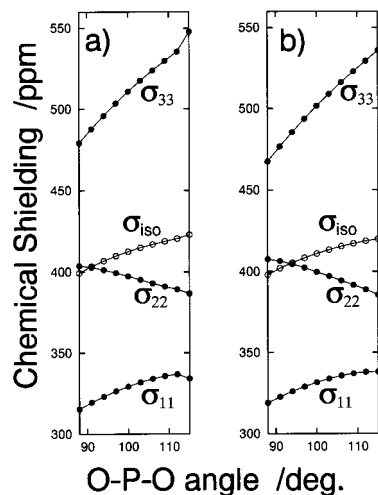 Chemical Shielding /ppm
550
500
450
400
350
300
a)
σ33
σiso
σ22
σ11
90 100 110
550
500
450
400
350
300
b)
σ33
σiso
σ22
σ11
90 100 110
O-P-O angle /deg.